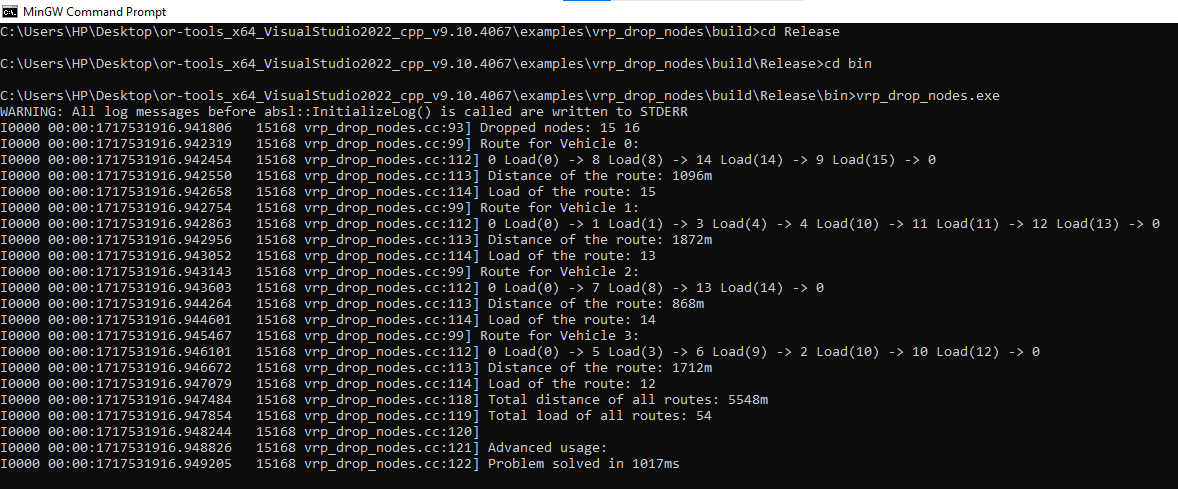 MinGW Command Prompt
C:\Users\HP\Desktop\or-tools_x64_VisualStudio2022_cpp_v9.10.4067\examples\vrp_drop_nodes\build>cd Release
C:\Users\HP\Desktop\or-tools_x64_VisualStudio2022_cpp_v9.10.4067\examples\vrp_drop_nodes\build\Release>cd bin
C:\Users\HP\Desktop\or-tools_x64_VisualStudio2022_cpp_v9.10.4067\examples\vrp_drop_nodes\build\Release\bin>vrp_drop_nodes.exe
WARNING: All log messages before absl::InitializeLog() is called are written to STDERR
I0000 00:00:1717531916.941806   15168 vrp_drop_nodes.cc:93] Dropped nodes: 15 16
I0000 00:00:1717531916.942319   15168 vrp_drop_nodes.cc:99] Route for Vehicle 0:
I0000 00:00:1717531916.942454   15168 vrp_drop_nodes.cc:112] 0 Load(0) -> 8 Load(8) -> 14 Load(14) -> 9 Load(15) -> 0
I0000 00:00:1717531916.942550   15168 vrp_drop_nodes.cc:113] Distance of the route: 1096m
I0000 00:00:1717531916.942658   15168 vrp_drop_nodes.cc:114] Load of the route: 15
I0000 00:00:1717531916.942754   15168 vrp_drop_nodes.cc:99] Route for Vehicle 1:
I0000 00:00:1717531916.942863   15168 vrp_drop_nodes.cc:112] 0 Load(0) -> 1 Load(1) -> 3 Load(4) -> 4 Load(10) -> 11 Load(11) -> 12 Load(13) -> 0
I0000 00:00:1717531916.942956   15168 vrp_drop_nodes.cc:113] Distance of the route: 1872m
I0000 00:00:1717531916.943052   15168 vrp_drop_nodes.cc:114] Load of the route: 13
I0000 00:00:1717531916.943143   15168 vrp_drop_nodes.cc:99] Route for Vehicle 2:
I0000 00:00:1717531916.943603   15168 vrp_drop_nodes.cc:112] 0 Load(0) -> 7 Load(8) -> 13 Load(14) -> 0
I0000 00:00:1717531916.944264   15168 vrp_drop_nodes.cc:113] Distance of the route: 868m
I0000 00:00:1717531916.944601   15168 vrp_drop_nodes.cc:114] Load of the route: 14
I0000 00:00:1717531916.945467   15168 vrp_drop_nodes.cc:99] Route for Vehicle 3:
I0000 00:00:1717531916.946101   15168 vrp_drop_nodes.cc:112] 0 Load(0) -> 5 Load(3) -> 6 Load(9) -> 2 Load(10) -> 10 Load(12) -> 0
I0000 00:00:1717531916.946672   15168 vrp_drop_nodes.cc:113] Distance of the route: 1712m
I0000 00:00:1717531916.947079   15168 vrp_drop_nodes.cc:114] Load of the route: 12
I0000 00:00:1717531916.947484   15168 vrp_drop_nodes.cc:118] Total distance of all routes: 5548m
I0000 00:00:1717531916.947854   15168 vrp_drop_nodes.cc:119] Total load of all routes: 54
I0000 00:00:1717531916.948244   15168 vrp_drop_nodes.cc:120]
I0000 00:00:1717531916.948826   15168 vrp_drop_nodes.cc:121] Advanced usage:
I0000 00:00:1717531916.949205   15168 vrp_drop_nodes.cc:122] Problem solved in 1017ms